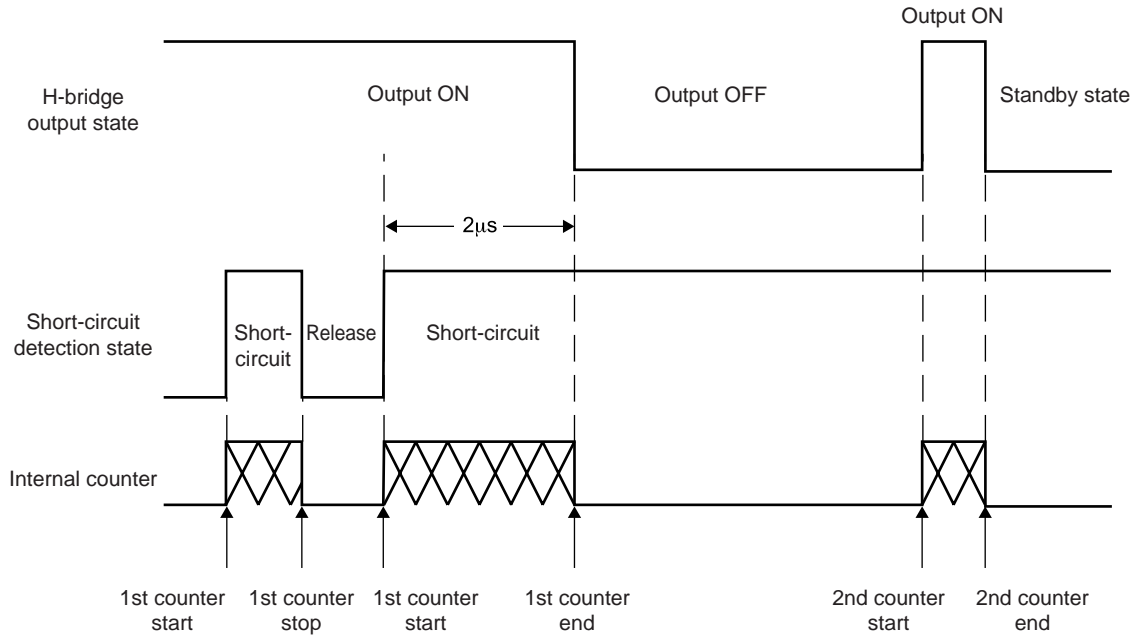 Output ON
H-bridge
output state
Output ON
Output OFF
Standby state
2μs
Short-circuit
detection state
Short-
circuit
Release
Short-circuit
Internal counter
1st counter
start
1st counter
stop
1st counter
start
1st counter
end
2nd counter
start
2nd counter
end